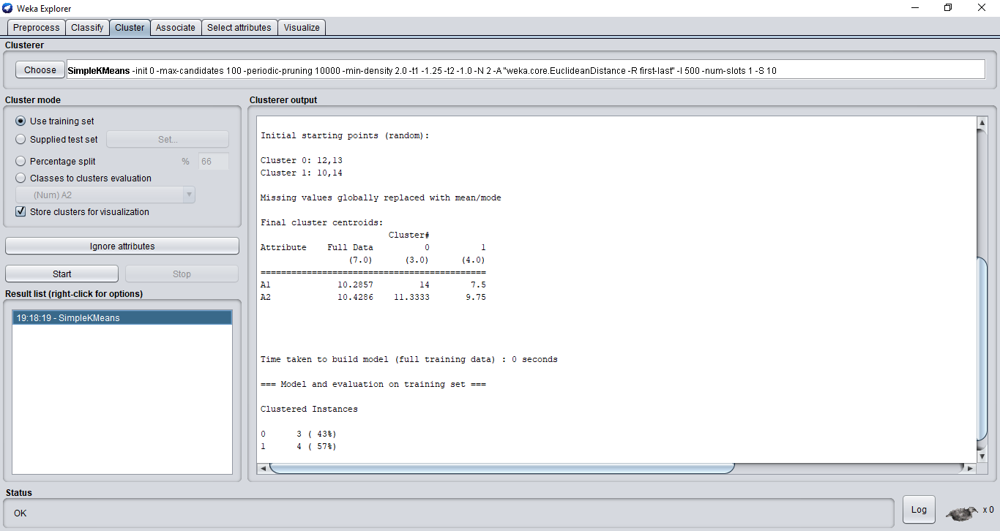 Weka Explorer
Preprocess Classify Cluster Associate Select attributes Visualize
Clusterer
Choose SimpleKMeans -init 0 -max-candidates 100 -periodic-pruning 10000 -min-density 2.0 -t1 -1.25 -t2 -1.0 -N 2 -A "weka.core.EuclideanDistance -R first-last" -I 500 -num-slots 1 -S 10
Cluster mode
Use training set
Supplied test set Set...
Percentage split % 66
Classes to clusters evaluation
(Num) A2
Store clusters for visualization
Ignore attributes
Start Stop
Result list (right-click for options)
19:18:19 - SimpleKMeans
Clusterer output
Initial starting points (random):
Cluster 0: 12,13
Cluster 1: 10,14
Missing values globally replaced with mean/mode
Final cluster centroids:
Cluster#
Attribute Full Data 0 1
(7.0) (3.0) (4.0)
============================================
A1 10.2857 14 7.5
A2 10.4286 11.3333 9.75
Time taken to build model (full training data) : 0 seconds
=== Model and evaluation on training set ===
Clustered Instances
0 3 ( 43%)
1 4 ( 57%)
Status
OK
Log x 0